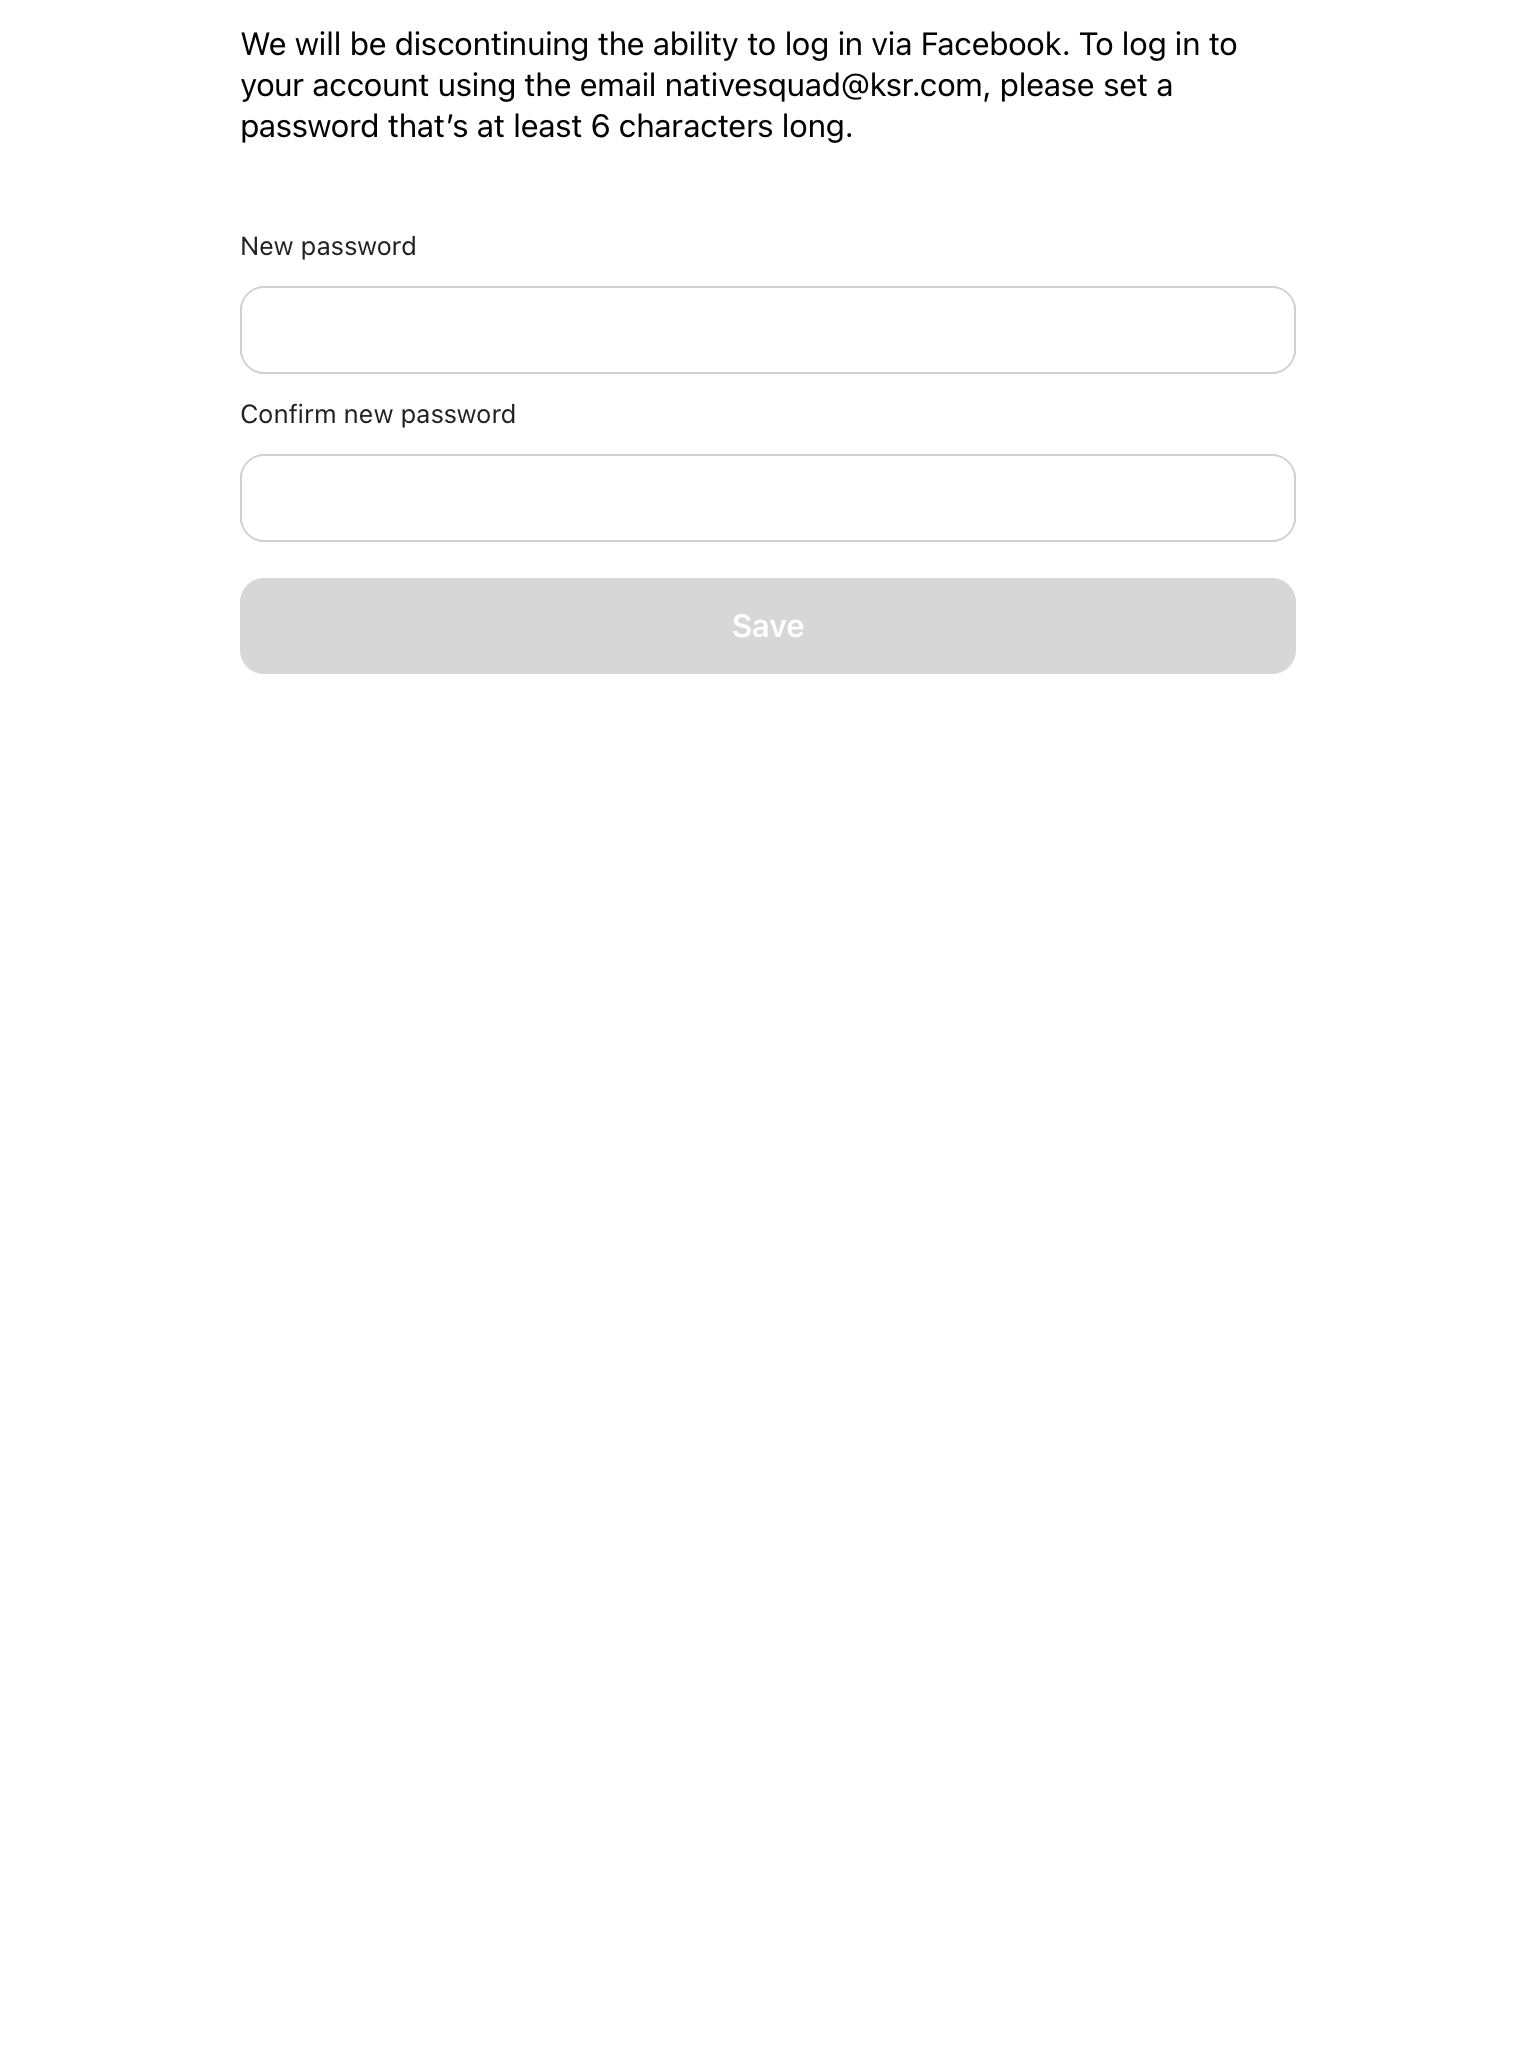 We will be discontinuing the ability to log in via Facebook. To log in to
your account using the email nativesquad@ksr.com, please set a
password that’s at least 6 characters long.
New password
Confirm new password
Save